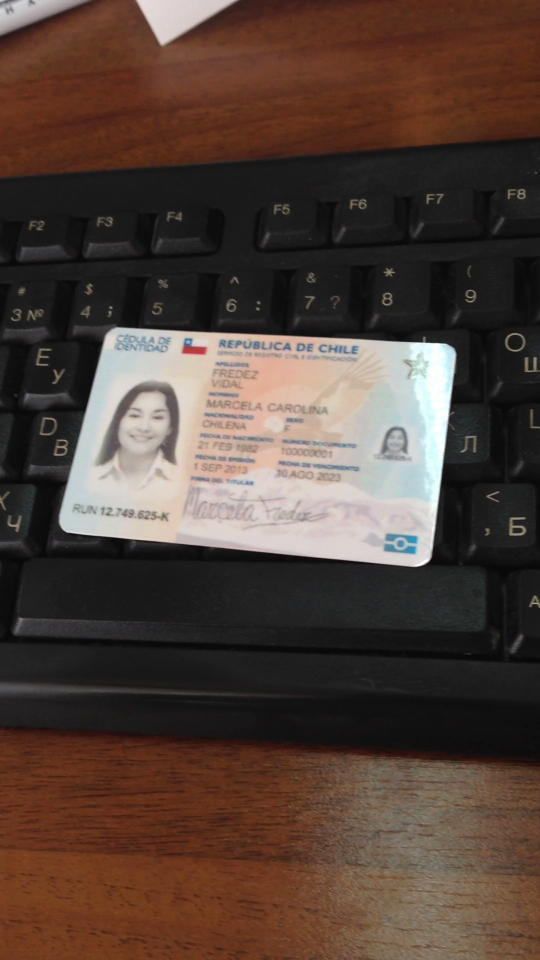 H A
F2 F3 F4 F5 F6 F7 F8
# $ % ^ & * (
3 № 4 ; 5 6 : 7 ? 8 9
CÉDULA DE
IDENTIDAD
REPÚBLICA DE CHILE
SERVICIO DE REGISTRO CIVIL E IDENTIFICACIÓN
APELLIDOS
FREDEZ
VIDAL
NOMBRES
MARCELA CAROLINA
NACIONALIDAD SEXO
CHILENA F
FECHA DE NACIMIENTO NÚMERO DOCUMENTO
21 FEB 1982 100000001
FECHA DE EMISIÓN FECHA DE VENCIMIENTO
1 SEP 2013 30 AGO 2023
FIRMA DEL TITULAR
Marcela Fredez
RUN 12.749.625-K
E У
O Щ
D В
Л
Ч
< , Б